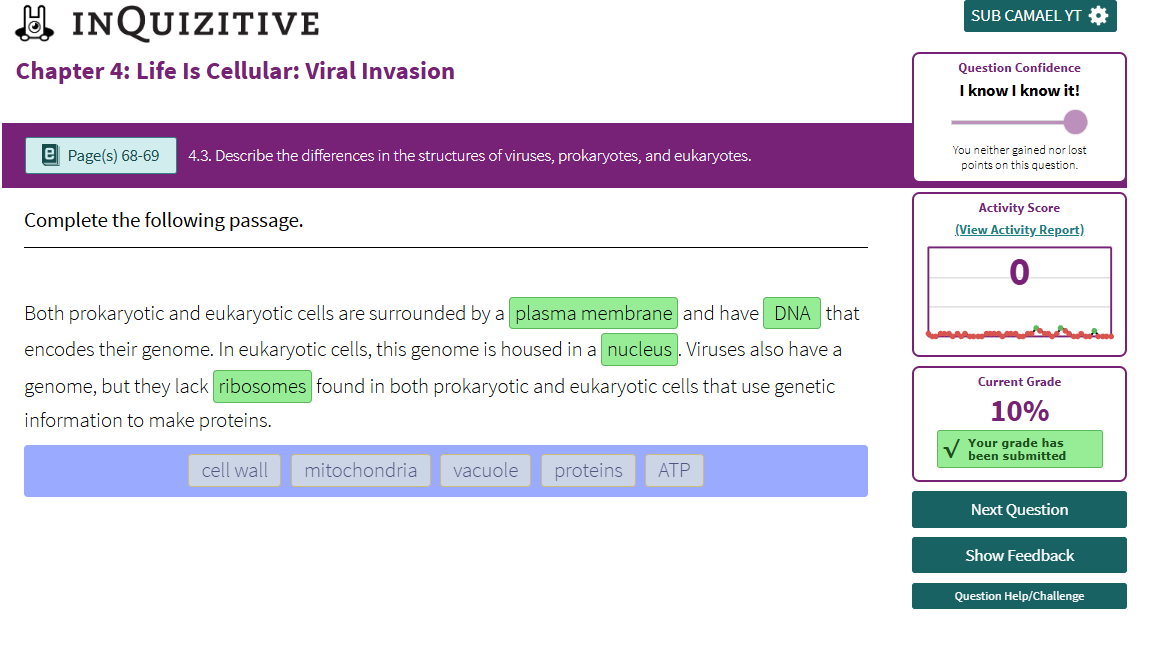 INQUIZITIVE
SUB CAMAEL YT
Chapter 4: Life Is Cellular: Viral Invasion
Question Confidence
I know I know it!
You neither gained nor lost
points on this question.
Page(s) 68-69
4.3. Describe the differences in the structures of viruses, prokaryotes, and eukaryotes.
Complete the following passage.
Both prokaryotic and eukaryotic cells are surrounded by a plasma membrane and have DNA that
encodes their genome. In eukaryotic cells, this genome is housed in a nucleus. Viruses also have a
genome, but they lack ribosomes found in both prokaryotic and eukaryotic cells that use genetic
information to make proteins.
cell wall mitochondria vacuole proteins ATP
Activity Score
(View Activity Report)
0
Current Grade
10%
√ Your grade has
been submitted
Next Question
Show Feedback
Question Help/Challenge